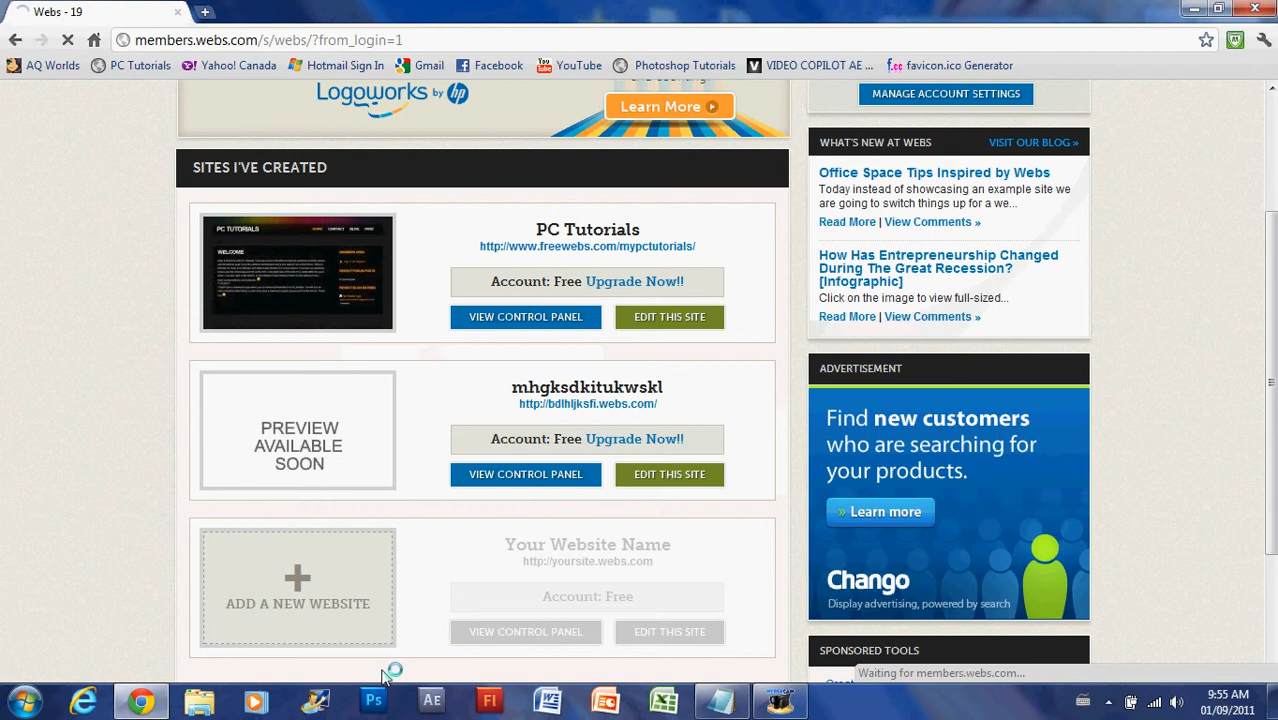 Webs - 19
members.webs.com/s/webs/?from_login=1
AQ Worlds PC Tutorials Yahoo! Canada Hotmail Sign In Gmail Facebook YouTube Photoshop Tutorials VIDEO COPILOT AE ... favicon.ico Generator
Logoworks by hp
Learn More
MANAGE ACCOUNT SETTINGS
SITES I'VE CREATED
PC TUTORIALS
WELCOME
PC Tutorials
http://www.freewebs.com/mypctutorials/
Account: Free Upgrade Now!!
VIEW CONTROL PANEL EDIT THIS SITE
PREVIEW
AVAILABLE
SOON
mhgksdkitukwskl
http://bdlhljksfi.webs.com/
Account: Free Upgrade Now!!
VIEW CONTROL PANEL EDIT THIS SITE
+
ADD A NEW WEBSITE
Your Website Name
http://yoursite.webs.com
Account: Free
VIEW CONTROL PANEL EDIT THIS SITE
WHAT'S NEW AT WEBS VISIT OUR BLOG »
Office Space Tips Inspired by Webs
Today instead of showcasing an example site we
are going to switch things up for a we...
Read More | View Comments »
How Has Entrepreneurship Changed
During The Great Recession?
[Infographic]
Click on the image to view full-sized...
Read More | View Comments »
ADVERTISEMENT
Find new customers
who are searching for
your products.
» Learn more
Chango
Display advertising, powered by search
SPONSORED TOOLS
Waiting for members.webs.com...
Ps AE Fl
9:55 AM
01/09/2011